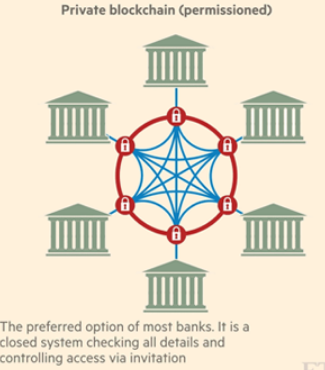 Private blockchain (permissioned)
The preferred option of most banks. It is a
closed system checking all details and
controlling access via invitation